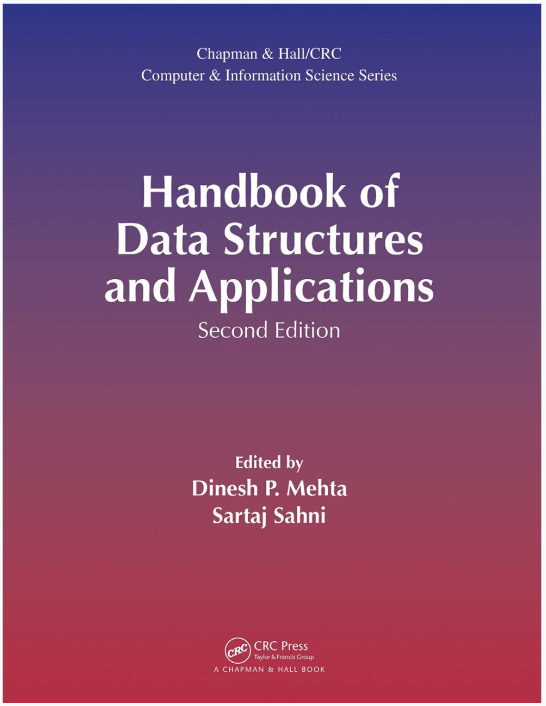 Chapman & Hall/CRC
Computer & Information Science Series
Handbook of
Data Structures
and Applications
Second Edition
Edited by
Dinesh P. Mehta
Sartaj Sahni
CRC
CRC Press
Taylor & Francis Group
A CHAPMAN & HALL BOOK